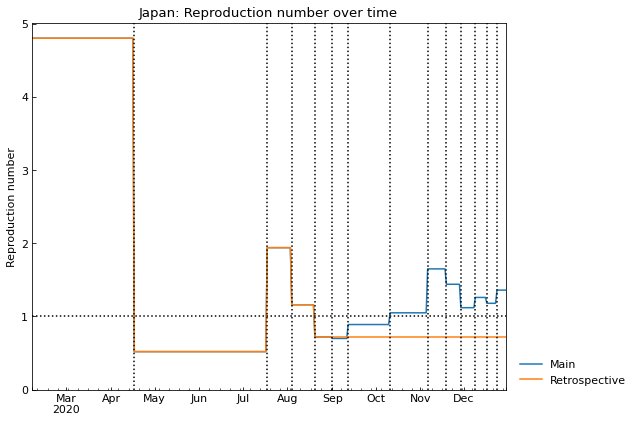 Japan: Reproduction number over time
Reproduction number
5
4
3
2
1
0
Mar Apr May Jun Jul Aug Sep Oct Nov Dec
2020
Main
Retrospective